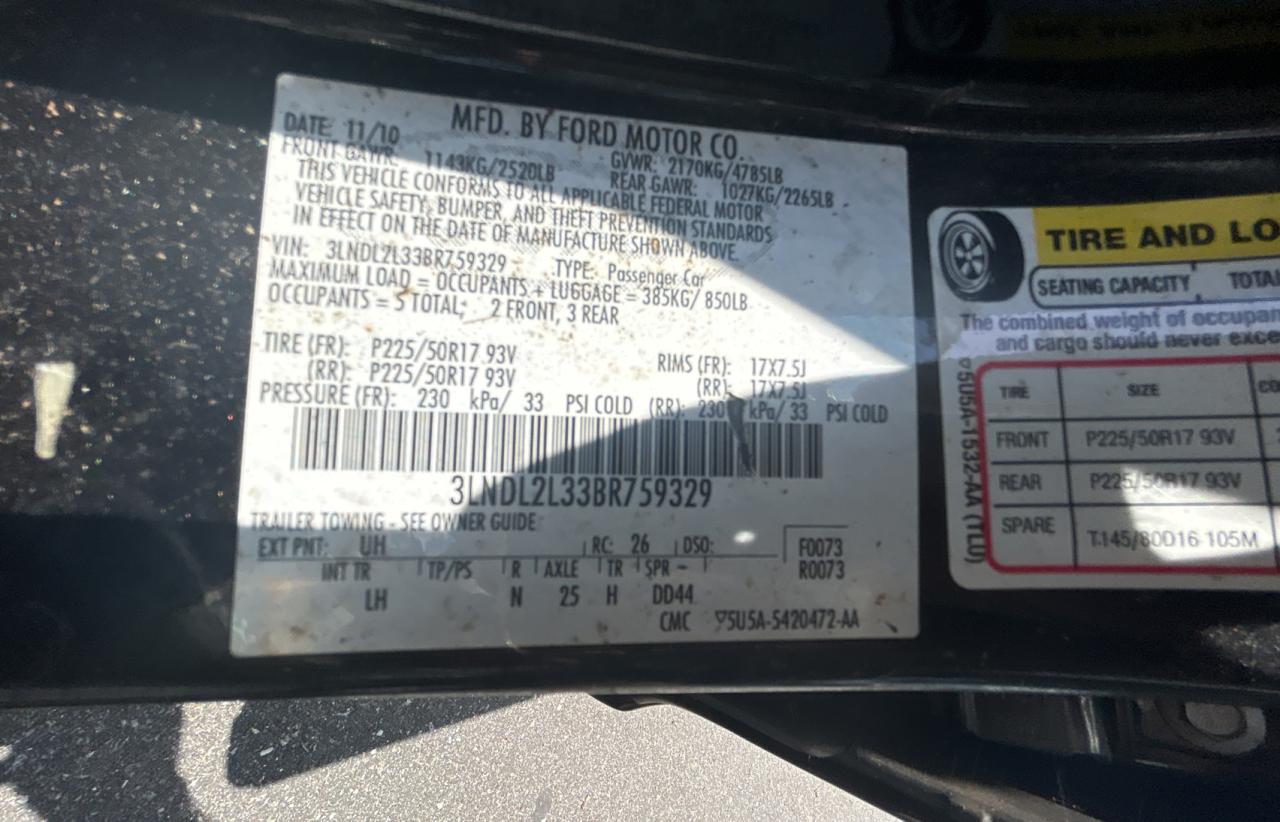 MFD. BY FORD MOTOR CO.
DATE: 11/10 GVWR: 2170KG/4785LB
FRONT GAWR: 1143KG/2520LB REAR GAWR: 1027KG/2265LB
THIS VEHICLE CONFORMS TO ALL APPLICABLE FEDERAL MOTOR
VEHICLE SAFETY, BUMPER, AND THEFT PREVENTION STANDARDS
IN EFFECT ON THE DATE OF MANUFACTURE SHOWN ABOVE.
VIN: 3LNDL2L33BR759329 TYPE: Passenger Car
MAXIMUM LOAD = OCCUPANTS + LUGGAGE = 385KG/ 850LB
OCCUPANTS = 5 TOTAL; 2 FRONT, 3 REAR
TIRE (FR): P225/50R17 93V RIMS (FR): 17X7.5J
(RR): P225/50R17 93V (RR): 17X7.5J
PRESSURE (FR): 230 kPa/ 33 PSI COLD (RR): 230 kPa/ 33 PSI COLD
3LNDL2L33BR759329
TRAILER TOWING - SEE OWNER GUIDE
EXT PNT: UH RC: 26 DSO: F0073
INT TR TP/PS R AXLE TR SPR R0073
LH N 25 H DD44
CMC ▽5U5A-5420472-AA
TIRE AND LO
SEATING CAPACITY TOTA
The combined weight of occupan
and cargo should never exce
▽5U5A-1532-AA (TL0)
TIRE SIZE CO
FRONT P225/50R17 93V
REAR P225/50R17 93V
SPARE T145/80D16 105M